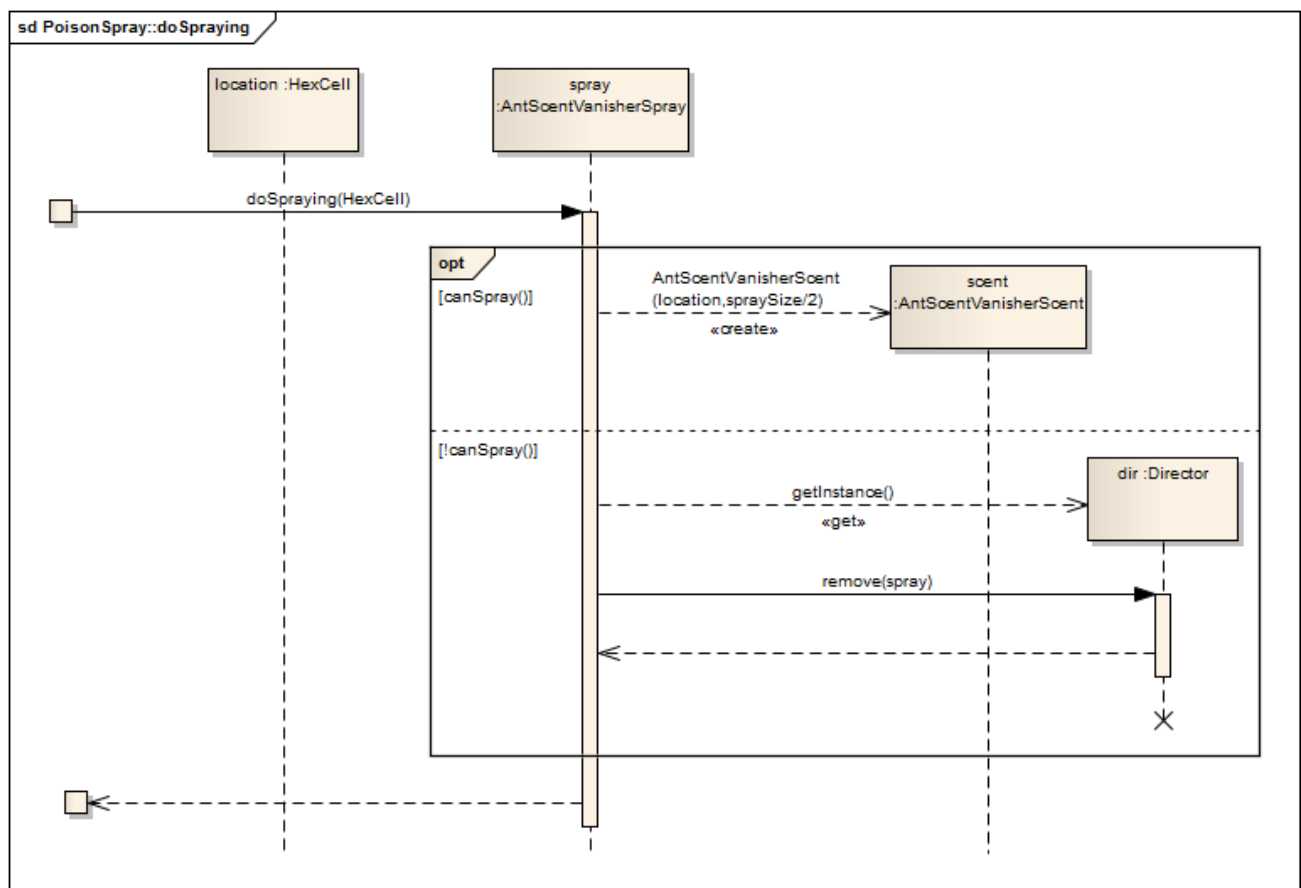 sd PoisonSpray::doSpraying
location :HexCell
spray
:AntScentVanisherSpray
doSpraying(HexCell)
opt
[canSpray()]
AntScentVanisherScent
(location,spraySize/2)
«create»
scent
:AntScentVanisherScent
[!canSpray()]
dir :Director
getInstance()
«get»
remove(spray)